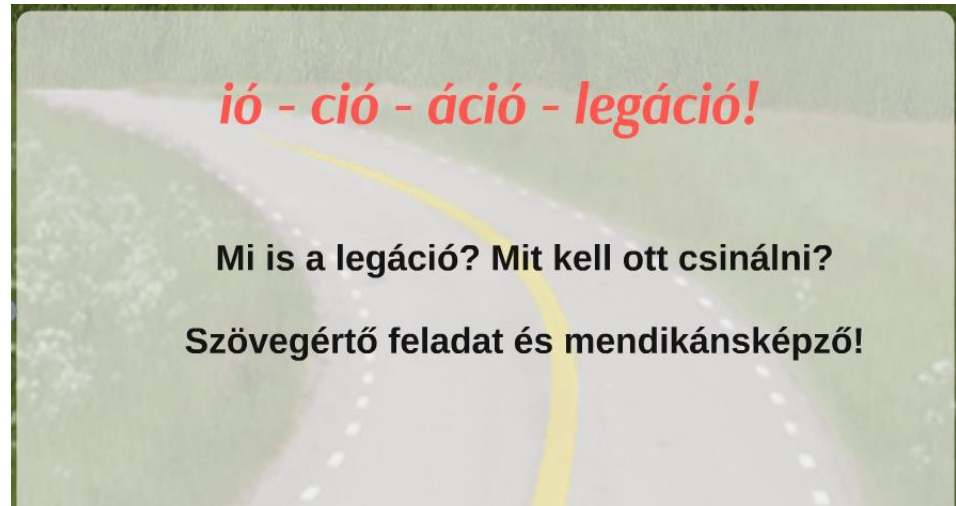 ió - ció - áció - legáció!
Mi is a legáció? Mit kell ott csinálni?
Szövegértő feladat és mendikánsképző!